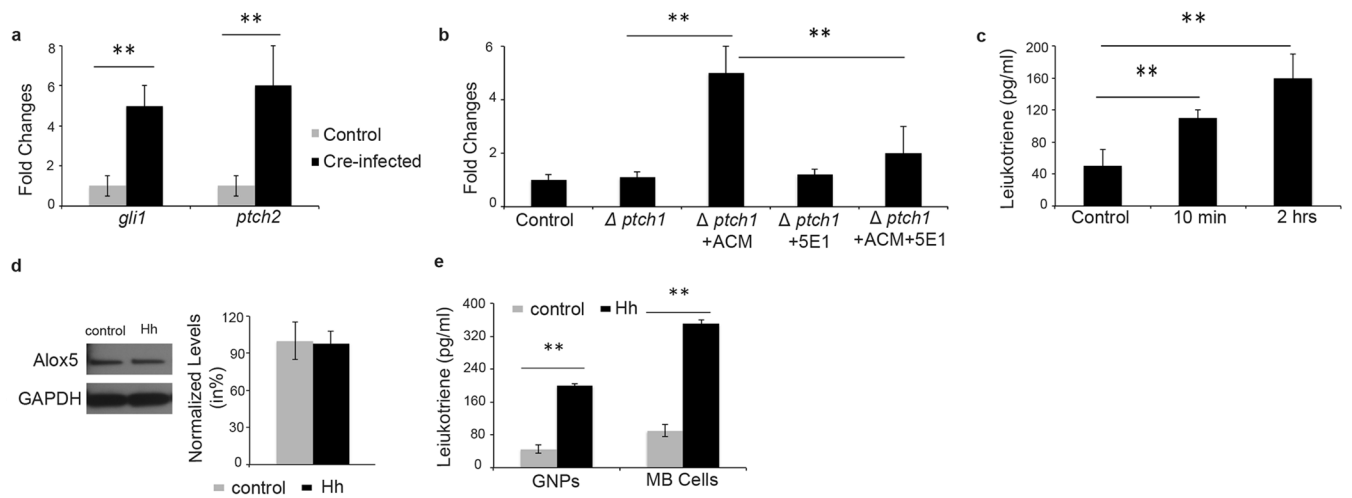 a
**
**
8
6
4
2
0
Fold Changes
gli1
ptch2
Control
Cre-infected
b
**
**
6
4
2
0
Fold Changes
Control
Δ ptch1
Δ ptch1
+ACM
Δ ptch1
+5E1
Δ ptch1
+ACM+5E1
c
**
**
200
160
120
80
40
0
Leiukotriene (pg/ml)
Control
10 min
2 hrs
d
control
Hh
Alox5
GAPDH
120
90
60
30
0
Normalized Levels
(in%)
control
Hh
e
control
Hh
**
**
400
320
240
160
80
0
Leiukotriene (pg/ml)
GNPs
MB Cells